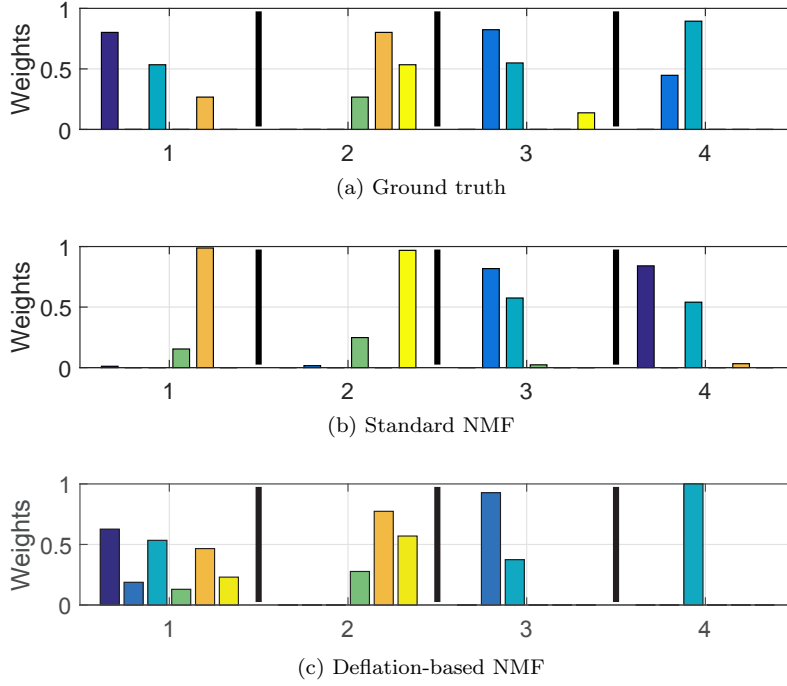 1
0.5
0
Weights
1 2 3 4
(a) Ground truth
1
0.5
0
Weights
1 2 3 4
(b) Standard NMF
1
0.5
0
Weights
1 2 3 4
(c) Deflation-based NMF